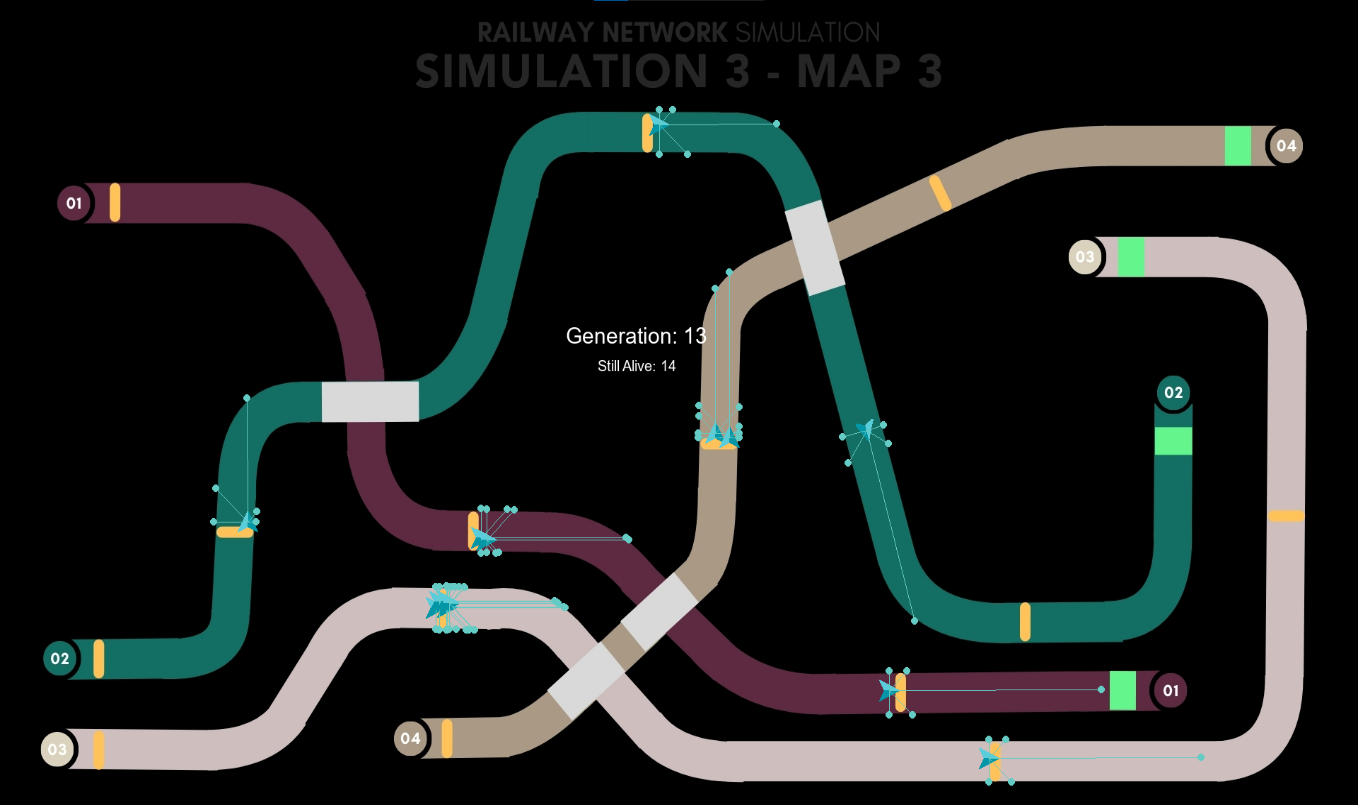 RAILWAY NETWORK SIMULATION
SIMULATION 3 - MAP 3
04
01
03
Generation: 13
Still Alive: 14
02
02
01
04
03